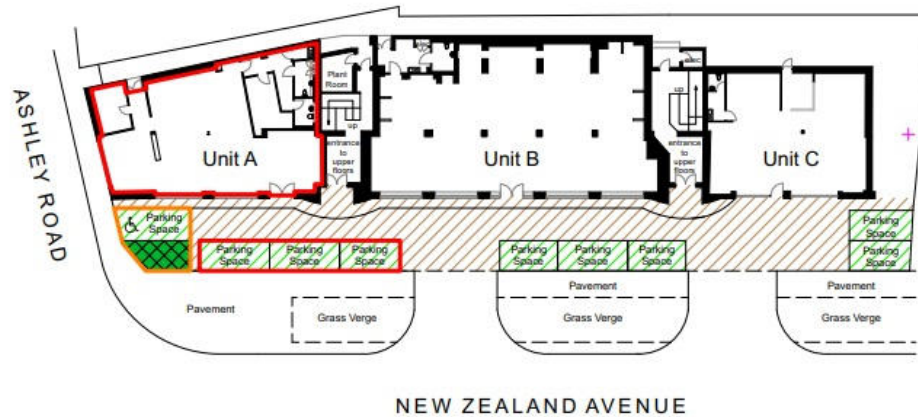 ASHLEY ROAD
Plant
Room
up
entrance
to
upper
floors
Unit A
Unit B
up
entrance
to
upper
floors
Unit C
Parking
Space
Parking
Space
Parking
Space
Parking
Space
Parking
Space
Parking
Space
Parking
Space
Parking
Space
Parking
Space
Pavement
Grass Verge
Pavement
Grass Verge
Pavement
Grass Verge
NEW ZEALAND AVENUE